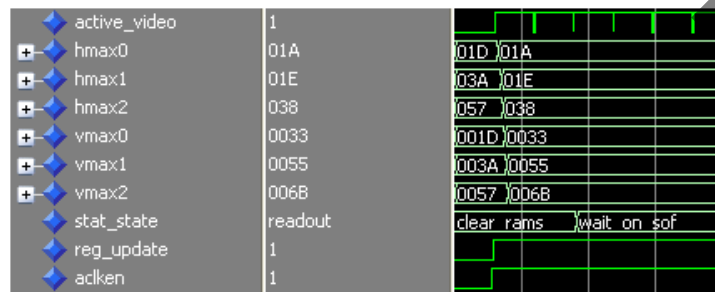 active_video 1
hmax0 01A 01D 01A
hmax1 01E 03A 01E
hmax2 038 057 038
vmax0 0033 001D 0033
vmax1 0055 003A 0055
vmax2 006B 0057 006B
stat_state readout clear rams wait on sof
reg_update 1
aclken 1